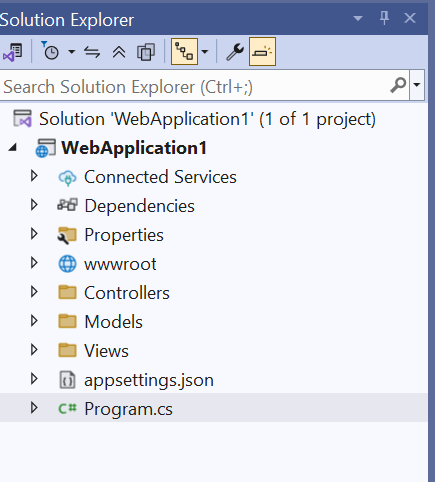 Solution Explorer
Search Solution Explorer (Ctrl+;)
Solution 'WebApplication1' (1 of 1 project)
WebApplication1
Connected Services
Dependencies
Properties
wwwroot
Controllers
Models
Views
appsettings.json
C# Program.cs